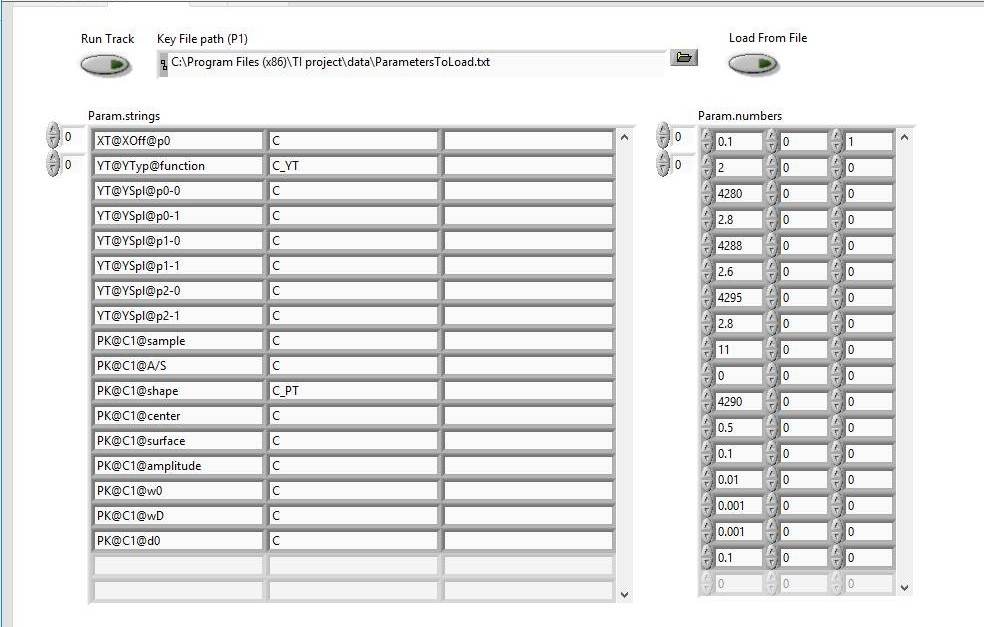 Run Track Key File path (P1) Load From File
C:\Program Files (x86)\TI project\data\ParametersToLoad.txt
Param.strings Param.numbers
0 XT@XOff@p0 C 0 0.1 0 1
0 YT@YTyp@function C_YT 0 2 0 0
YT@YSpl@p0-0 C 4280 0 0
YT@YSpl@p0-1 C 2.8 0 0
YT@YSpl@p1-0 C 4288 0 0
YT@YSpl@p1-1 C 2.6 0 0
YT@YSpl@p2-0 C 4295 0 0
YT@YSpl@p2-1 C 2.8 0 0
PK@C1@sample C 11 0 0
PK@C1@A/S C 0 0 0
PK@C1@shape C_PT 4290 0 0
PK@C1@center C 0.5 0 0
PK@C1@surface C 0.1 0 0
PK@C1@amplitude C 0.01 0 0
PK@C1@w0 C 0.001 0 0
PK@C1@wD C 0.001 0 0
PK@C1@d0 C 0.1 0 0
0 0 0